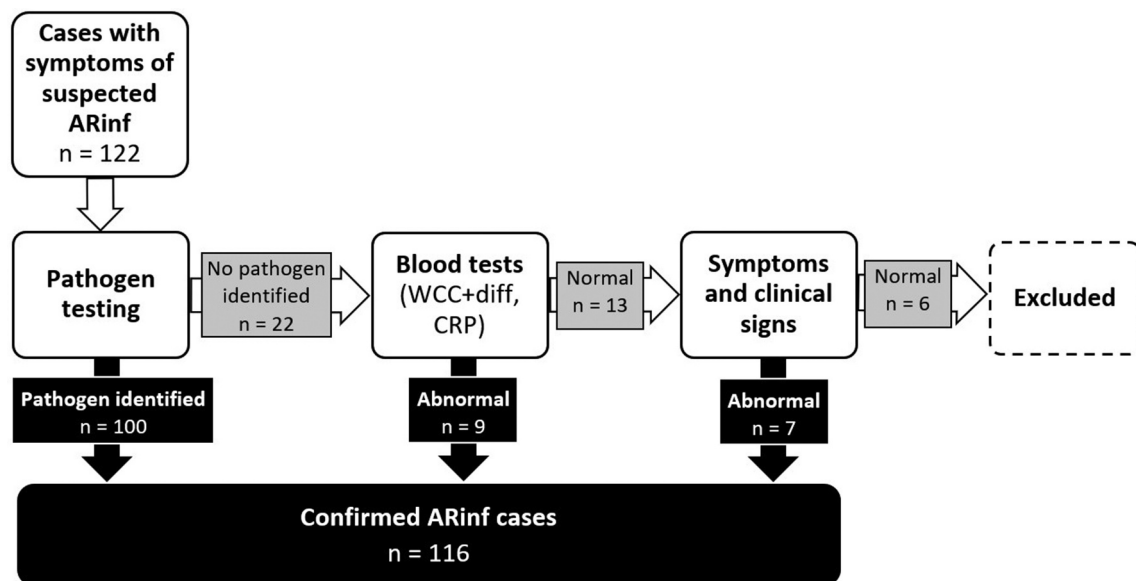 Cases with
symptoms of
suspected
ARinf
n = 122
Pathogen
testing
No pathogen
identified
n = 22
Blood tests
(WCC+diff,
CRP)
Normal
n = 13
Symptoms
and clinical
signs
Normal
n = 6
Excluded
Pathogen identified
n = 100
Abnormal
n = 9
Abnormal
n = 7
Confirmed ARinf cases
n = 116